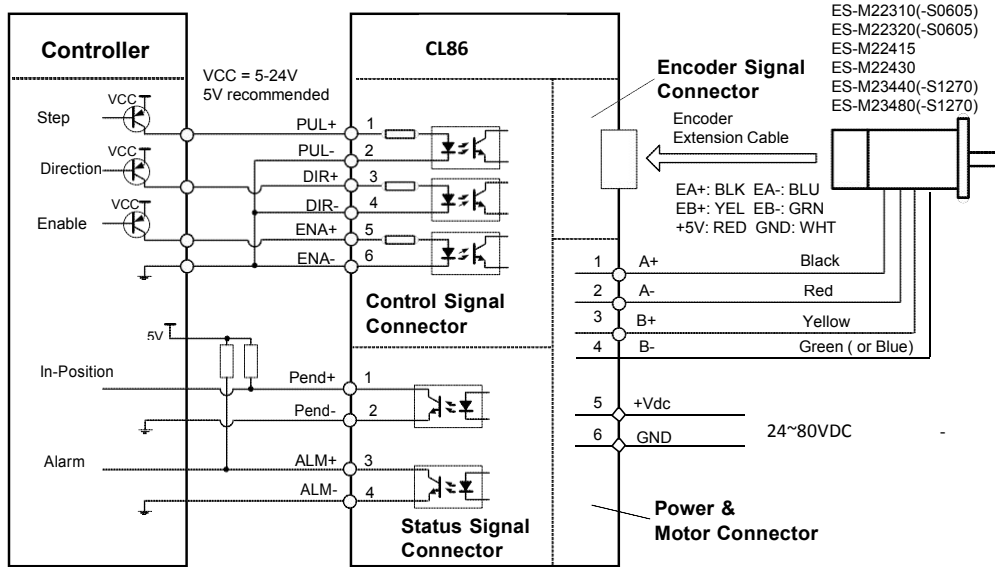 Controller
CL86
VCC = 5-24V
5V recommended
VCC
Step
VCC
Direction
VCC
Enable
PUL+ 1
PUL- 2
DIR+ 3
DIR- 4
ENA+ 5
ENA- 6
Control Signal
Connector
5V
In-Position
Alarm
Pend+ 1
Pend- 2
ALM+ 3
ALM- 4
Status Signal
Connector
Encoder Signal
Connector
Encoder
Extension Cable
ES-M22310(-S0605)
ES-M22320(-S0605)
ES-M22415
ES-M22430
ES-M23440(-S1270)
ES-M23480(-S1270)
EA+: BLK EA-: BLU
EB+: YEL EB-: GRN
+5V: RED GND: WHT
1 A+ Black
2 A- Red
3 B+ Yellow
4 B- Green ( or Blue)
5 +Vdc
6 GND
24~80VDC -
Power &
Motor Connector